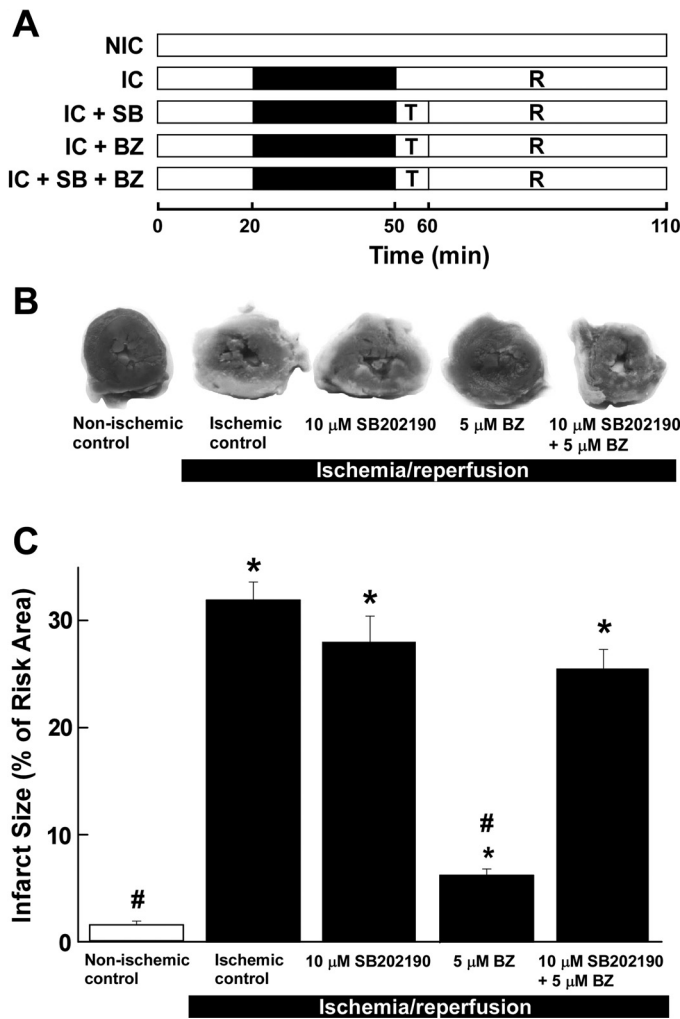 A
NIC
IC
R
IC + SB
T
R
IC + BZ
T
R
IC + SB + BZ
T
R
0
20
50
60
110
Time (min)
B
Non-ischemic
control
Ischemic
control
10 μM SB202190
5 μM BZ
10 μM SB202190
+ 5 μM BZ
Ischemia/reperfusion
C
Infarct Size (% of Risk Area)
30
20
10
0
#
*
*
#
*
*
Non-ischemic
control
Ischemic
control
10 μM SB202190
5 μM BZ
10 μM SB202190
+ 5 μM BZ
Ischemia/reperfusion